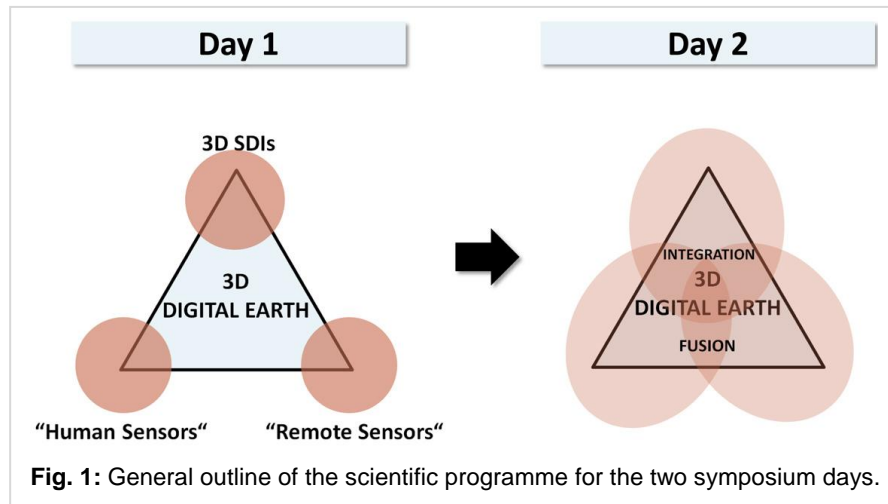 Day 1
Day 2
3D SDIs
3D
DIGITAL EARTH
"Human Sensors“
"Remote Sensors“
INTEGRATION
3D
DIGITAL EARTH
FUSION
Fig. 1: General outline of the scientific programme for the two symposium days.